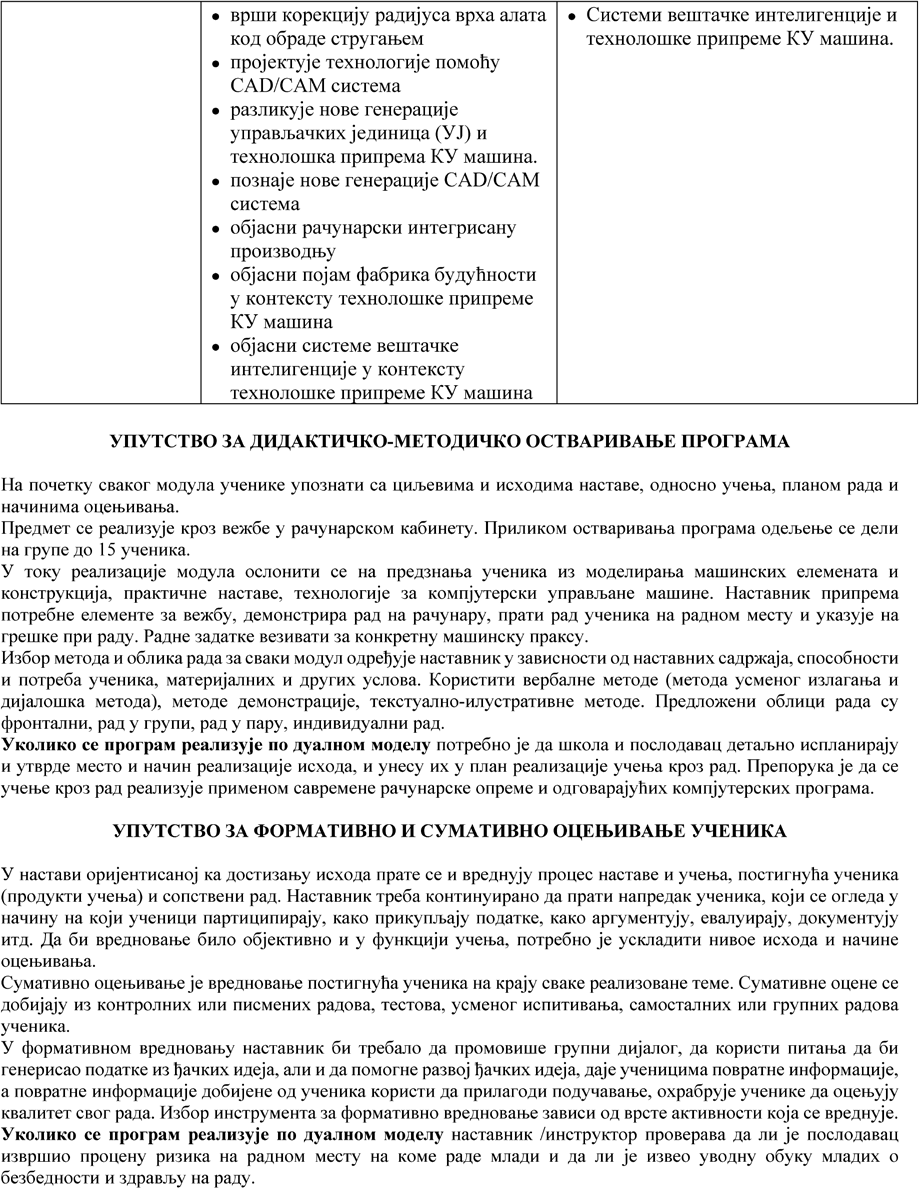 • врши корекцију радијуса врха алата
код обраде стругањем
• пројектује технологије помоћу
CAD/CAM система
• разликује нове генерације
управљачких јединица (УЈ) и
технолошка припрема КУ машина.
• познаје нове генерације CAD/CAM
система
• објасни рачунарски интегрисану
производњу
• објасни појам фабрика будућности
у контексту технолошке припреме
КУ машина
• објасни системе вештачке
интелигенције у контексту
технолошке припреме КУ машина
• Системи вештачке интелигенције и
технолошке припреме КУ машина.
УПУТСТВО ЗА ДИДАКТИЧКО-МЕТОДИЧКО ОСТВАРИВАЊЕ ПРОГРАМА
На почетку сваког модула ученике упознати са циљевима и исходима наставе, односно учења, планом рада и
начинима оцењивања.
Предмет се реализује кроз вежбе у рачунарском кабинету. Приликом остваривања програма одељење се дели
на групе до 15 ученика.
У току реализације модула ослонити се на предзнања ученика из моделирања машинских елемената и
конструкција, практичне наставе, технологије за компјутерски управљане машине. Наставник припрема
потребне елементе за вежбу, демонстрира рад на рачунару, прати рад ученика на радном месту и указује на
грешке при раду. Радне задатке везивати за конкретну машинску праксу.
Избор метода и облика рада за сваки модул одређује наставник у зависности од наставних садржаја, способности
и потреба ученика, материјалних и других услова. Користити вербалне методе (метода усменог излагања и
дијалошка метода), методе демонстрације, текстуално-илустративне методе. Предложени облици рада су
фронтални, рад у групи, рад у пару, индивидуални рад.
Уколико се програм реализује по дуалном моделу потребно је да школа и послодавац детаљно испланирају
и утврде место и начин реализације исхода, и унесу их у план реализације учења кроз рад. Препорука је да се
учење кроз рад реализује применом савремене рачунарске опреме и одговарајућих компјутерских програма.
УПУТСТВО ЗА ФОРМАТИВНО И СУМАТИВНО ОЦЕЊИВАЊЕ УЧЕНИКА
У настави оријентисаној ка достизању исхода прате се и вреднују процес наставе и учења, постигнућа ученика
(продукти учења) и сопствени рад. Наставник треба континуирано да прати напредак ученика, који се огледа у
начину на који ученици партиципирају, како прикупљају податке, како аргументују, евалуирају, документују
итд. Да би вредновање било објективно и у функцији учења, потребно је ускладити нивое исхода и начине
оцењивања.
Сумативно оцењивање је вредновање постигнућа ученика на крају сваке реализоване теме. Сумативне оцене се
добијају из контролних или писмених радова, тестова, усменог испитивања, самосталних или групних радова
ученика.
У формативном вредновању наставник би требало да промовише групни дијалог, да користи питања да би
генерисао податке из ђачких идеја, али и да помогне развој ђачких идеја, даје ученицима повратне информације,
а повратне информације добијене од ученика користи да прилагоди подучавање, охрабрује ученике да оцењују
квалитет свог рада. Избор инструмента за формативно вредновање зависи од врсте активности која се вреднује.
Уколико се програм реализује по дуалном моделу наставник /инструктор проверава да ли је послодавац
извршио процену ризика на радном месту на коме раде млади и да ли је извео уводну обуку младих о
безбедности и здрављу на раду.